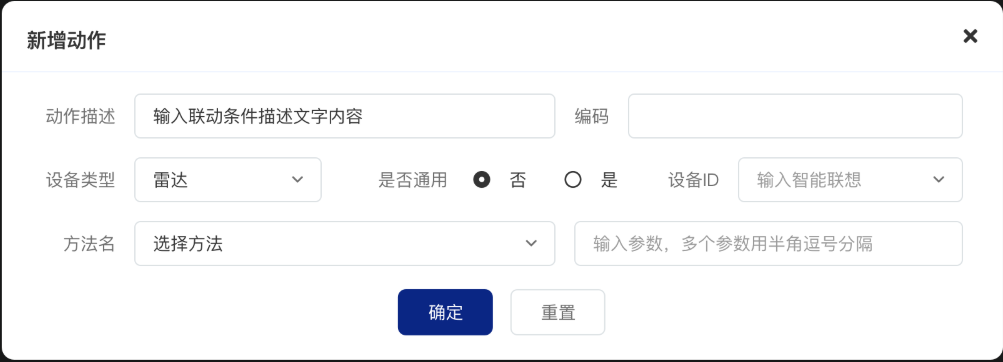 新增动作
动作描述 输入联动条件描述文字内容 编码
设备类型 雷达 是否通用 否 是 设备ID 输入智能联想
方法名 选择方法 输入参数，多个参数用半角逗号分隔
确定 重置